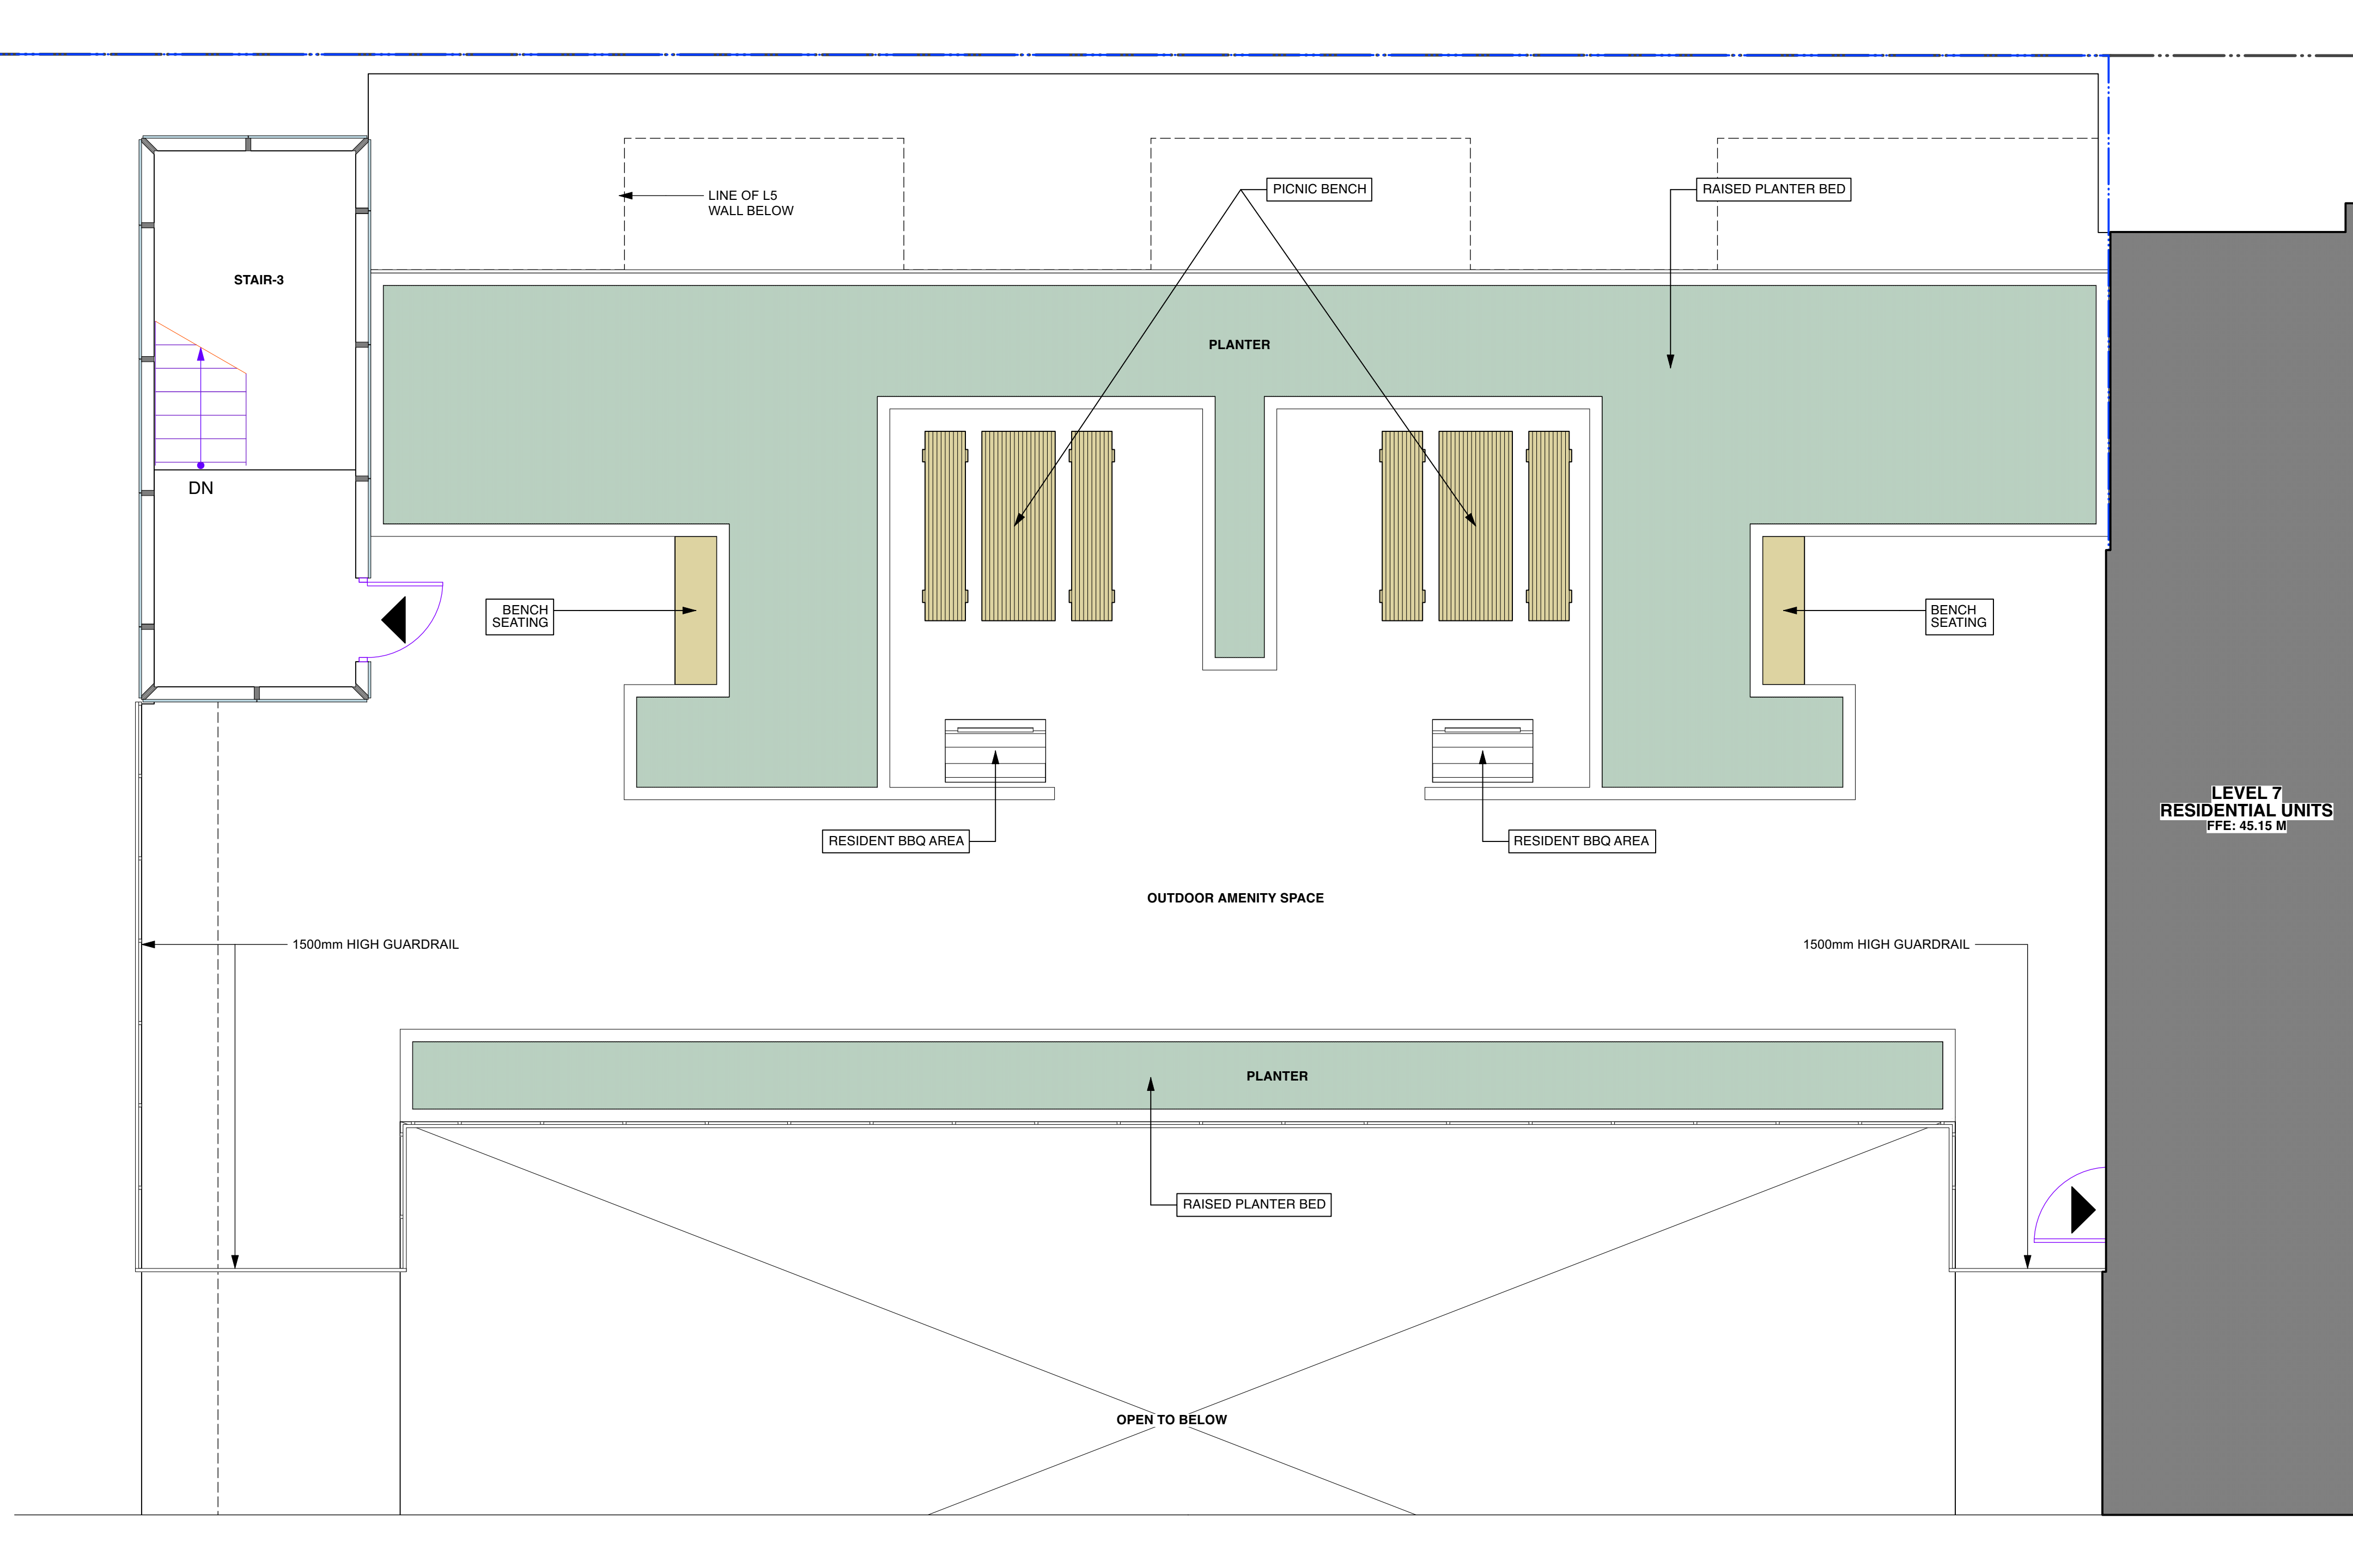 LINE OF L5
WALL BELOW
PICNIC BENCH
RAISED PLANTER BED
STAIR-3
PLANTER
DN
BENCH
SEATING
BENCH
SEATING
LEVEL 7
RESIDENTIAL UNITS
FFE: 45.15 M
RESIDENT BBQ AREA
RESIDENT BBQ AREA
OUTDOOR AMENITY SPACE
1500mm HIGH GUARDRAIL
1500mm HIGH GUARDRAIL
PLANTER
RAISED PLANTER BED
OPEN TO BELOW